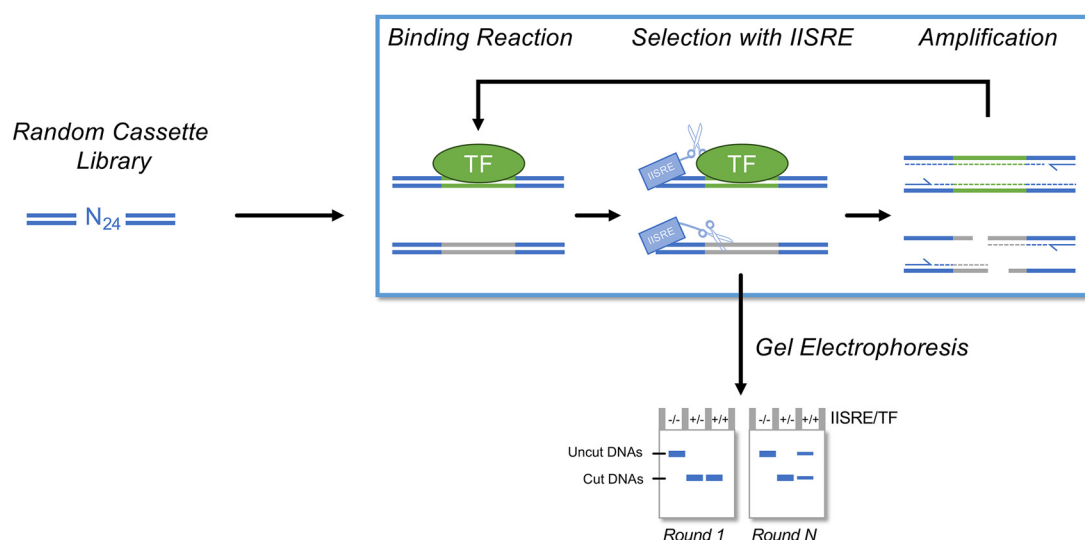 Binding Reaction
Selection with IISRE
Amplification
Random Cassette
Library
N24
TF
IISRE
TF
IISRE
Gel Electrophoresis
-/- +/- +/+
-/- +/- +/+
IISRE/TF
Uncut DNAs
Cut DNAs
Round 1
Round N